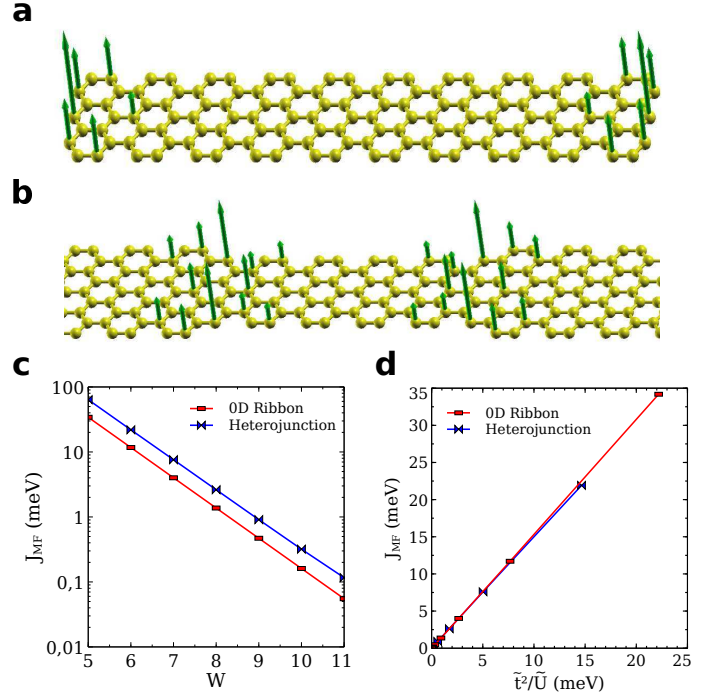 a
b
c
d
100
10
1
0,1
0,01
J_MF (meV)
0D Ribbon
Heterojunction
5 6 7 8 9 10 11
W
35
30
25
20
15
10
5
0
J_MF (meV)
0D Ribbon
Heterojunction
0 5 10 15 20 25
t̃²/Ũ (meV)